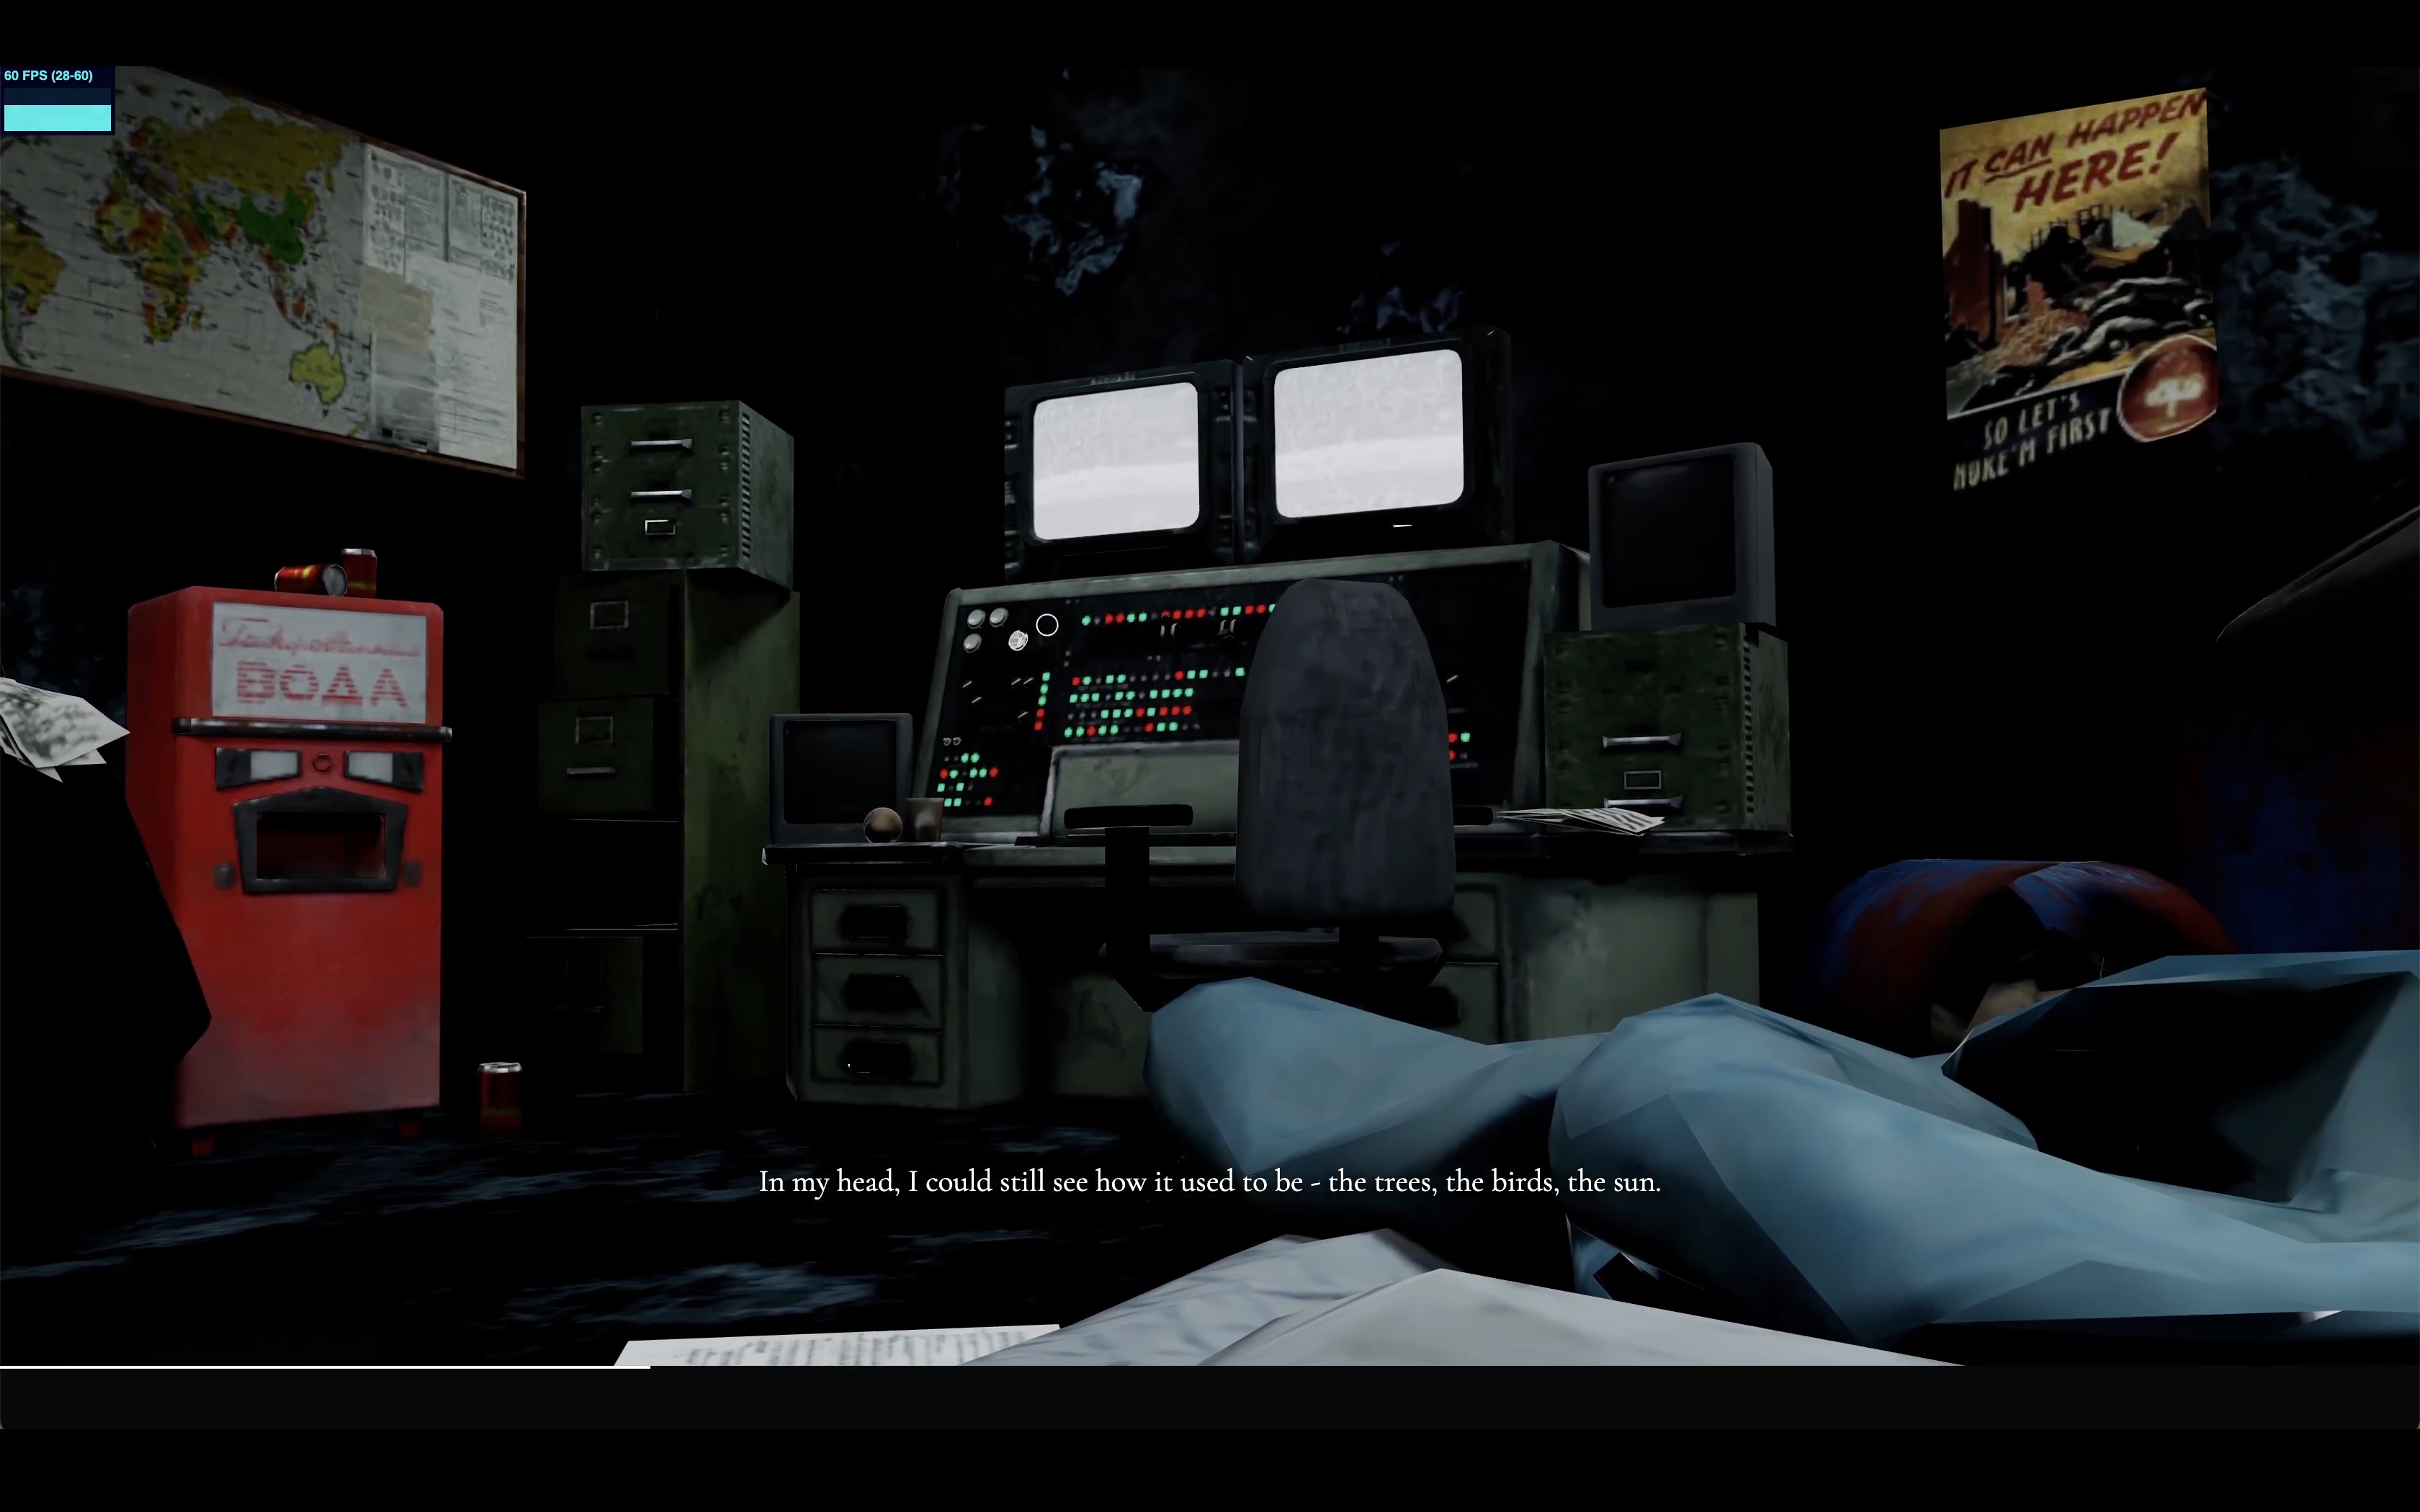 60 FPS (28-60)
IT CAN HAPPEN
HERE!
SO LET'S
NUKE'M FIRST
Газированная
ВОДА
In my head, I could still see how it used to be - the trees, the birds, the sun.